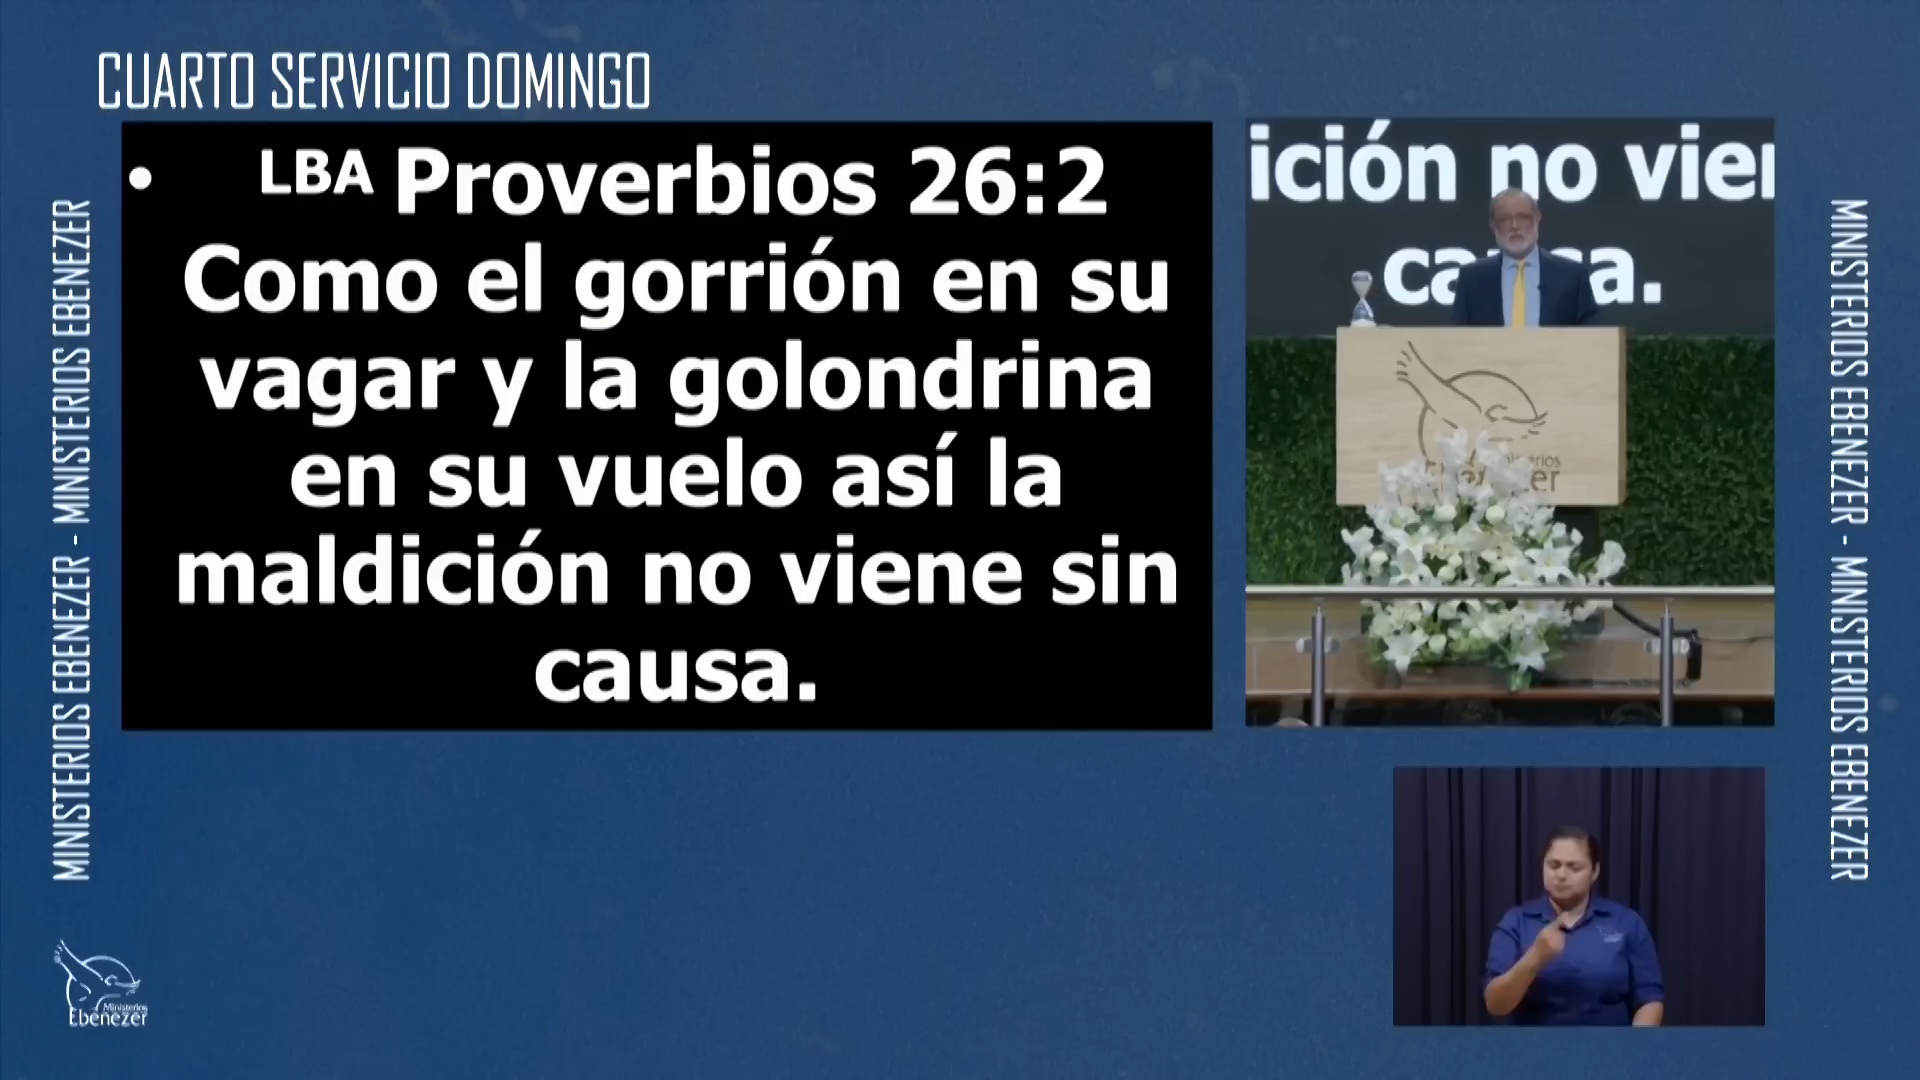 CUARTO SERVICIO DOMINGO
• LBA Proverbios 26:2
Como el gorrión en su
vagar y la golondrina
en su vuelo así la
maldición no viene sin
causa.
ición no vie
ca a.
Ministerios
Ebenezer
MINISTERIOS EBENEZER - MINISTERIOS EBENEZER
MINISTERIOS EBENEZER - MINISTERIOS EBENEZER
Ministerios
Ebenezer